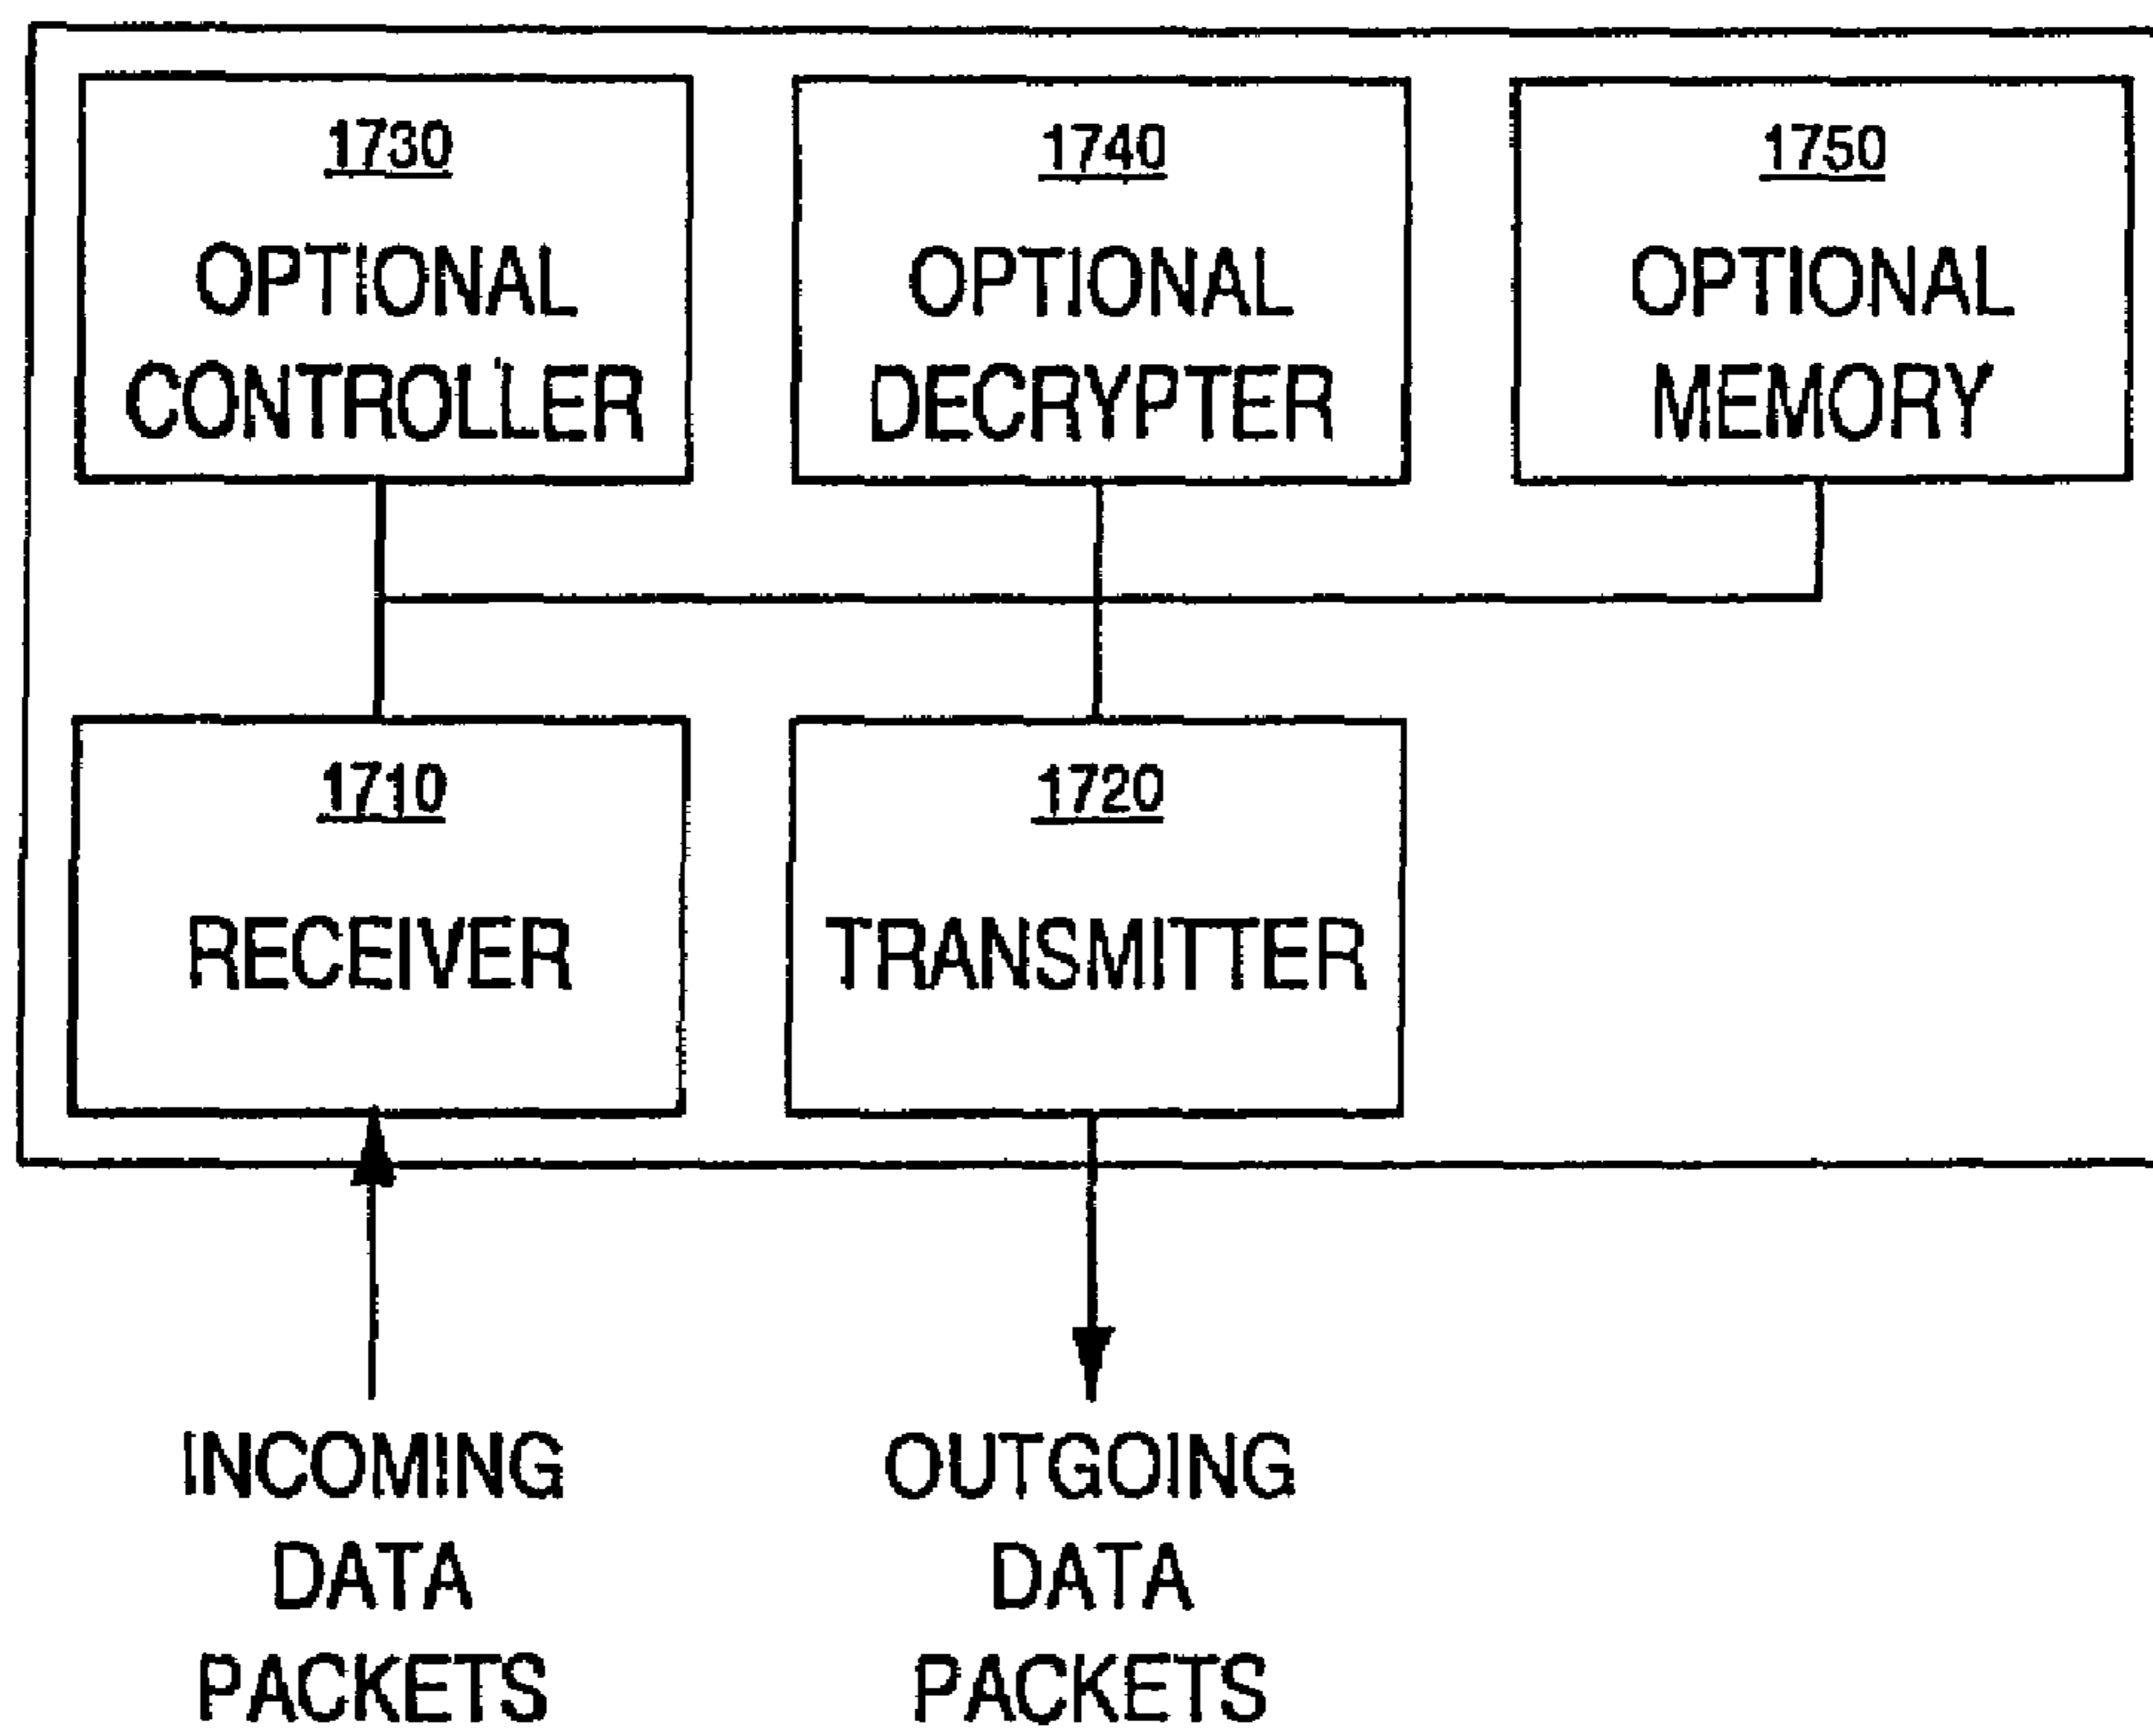 1730
OPTIONAL
CONTROLLER
1740
OPTIONAL
DECRYPTER
1750
OPTIONAL
MEMORY
1710
RECEIVER
1720
TRANSMITTER
INCOMING
DATA
PACKETS
OUTGOING
DATA
PACKETS